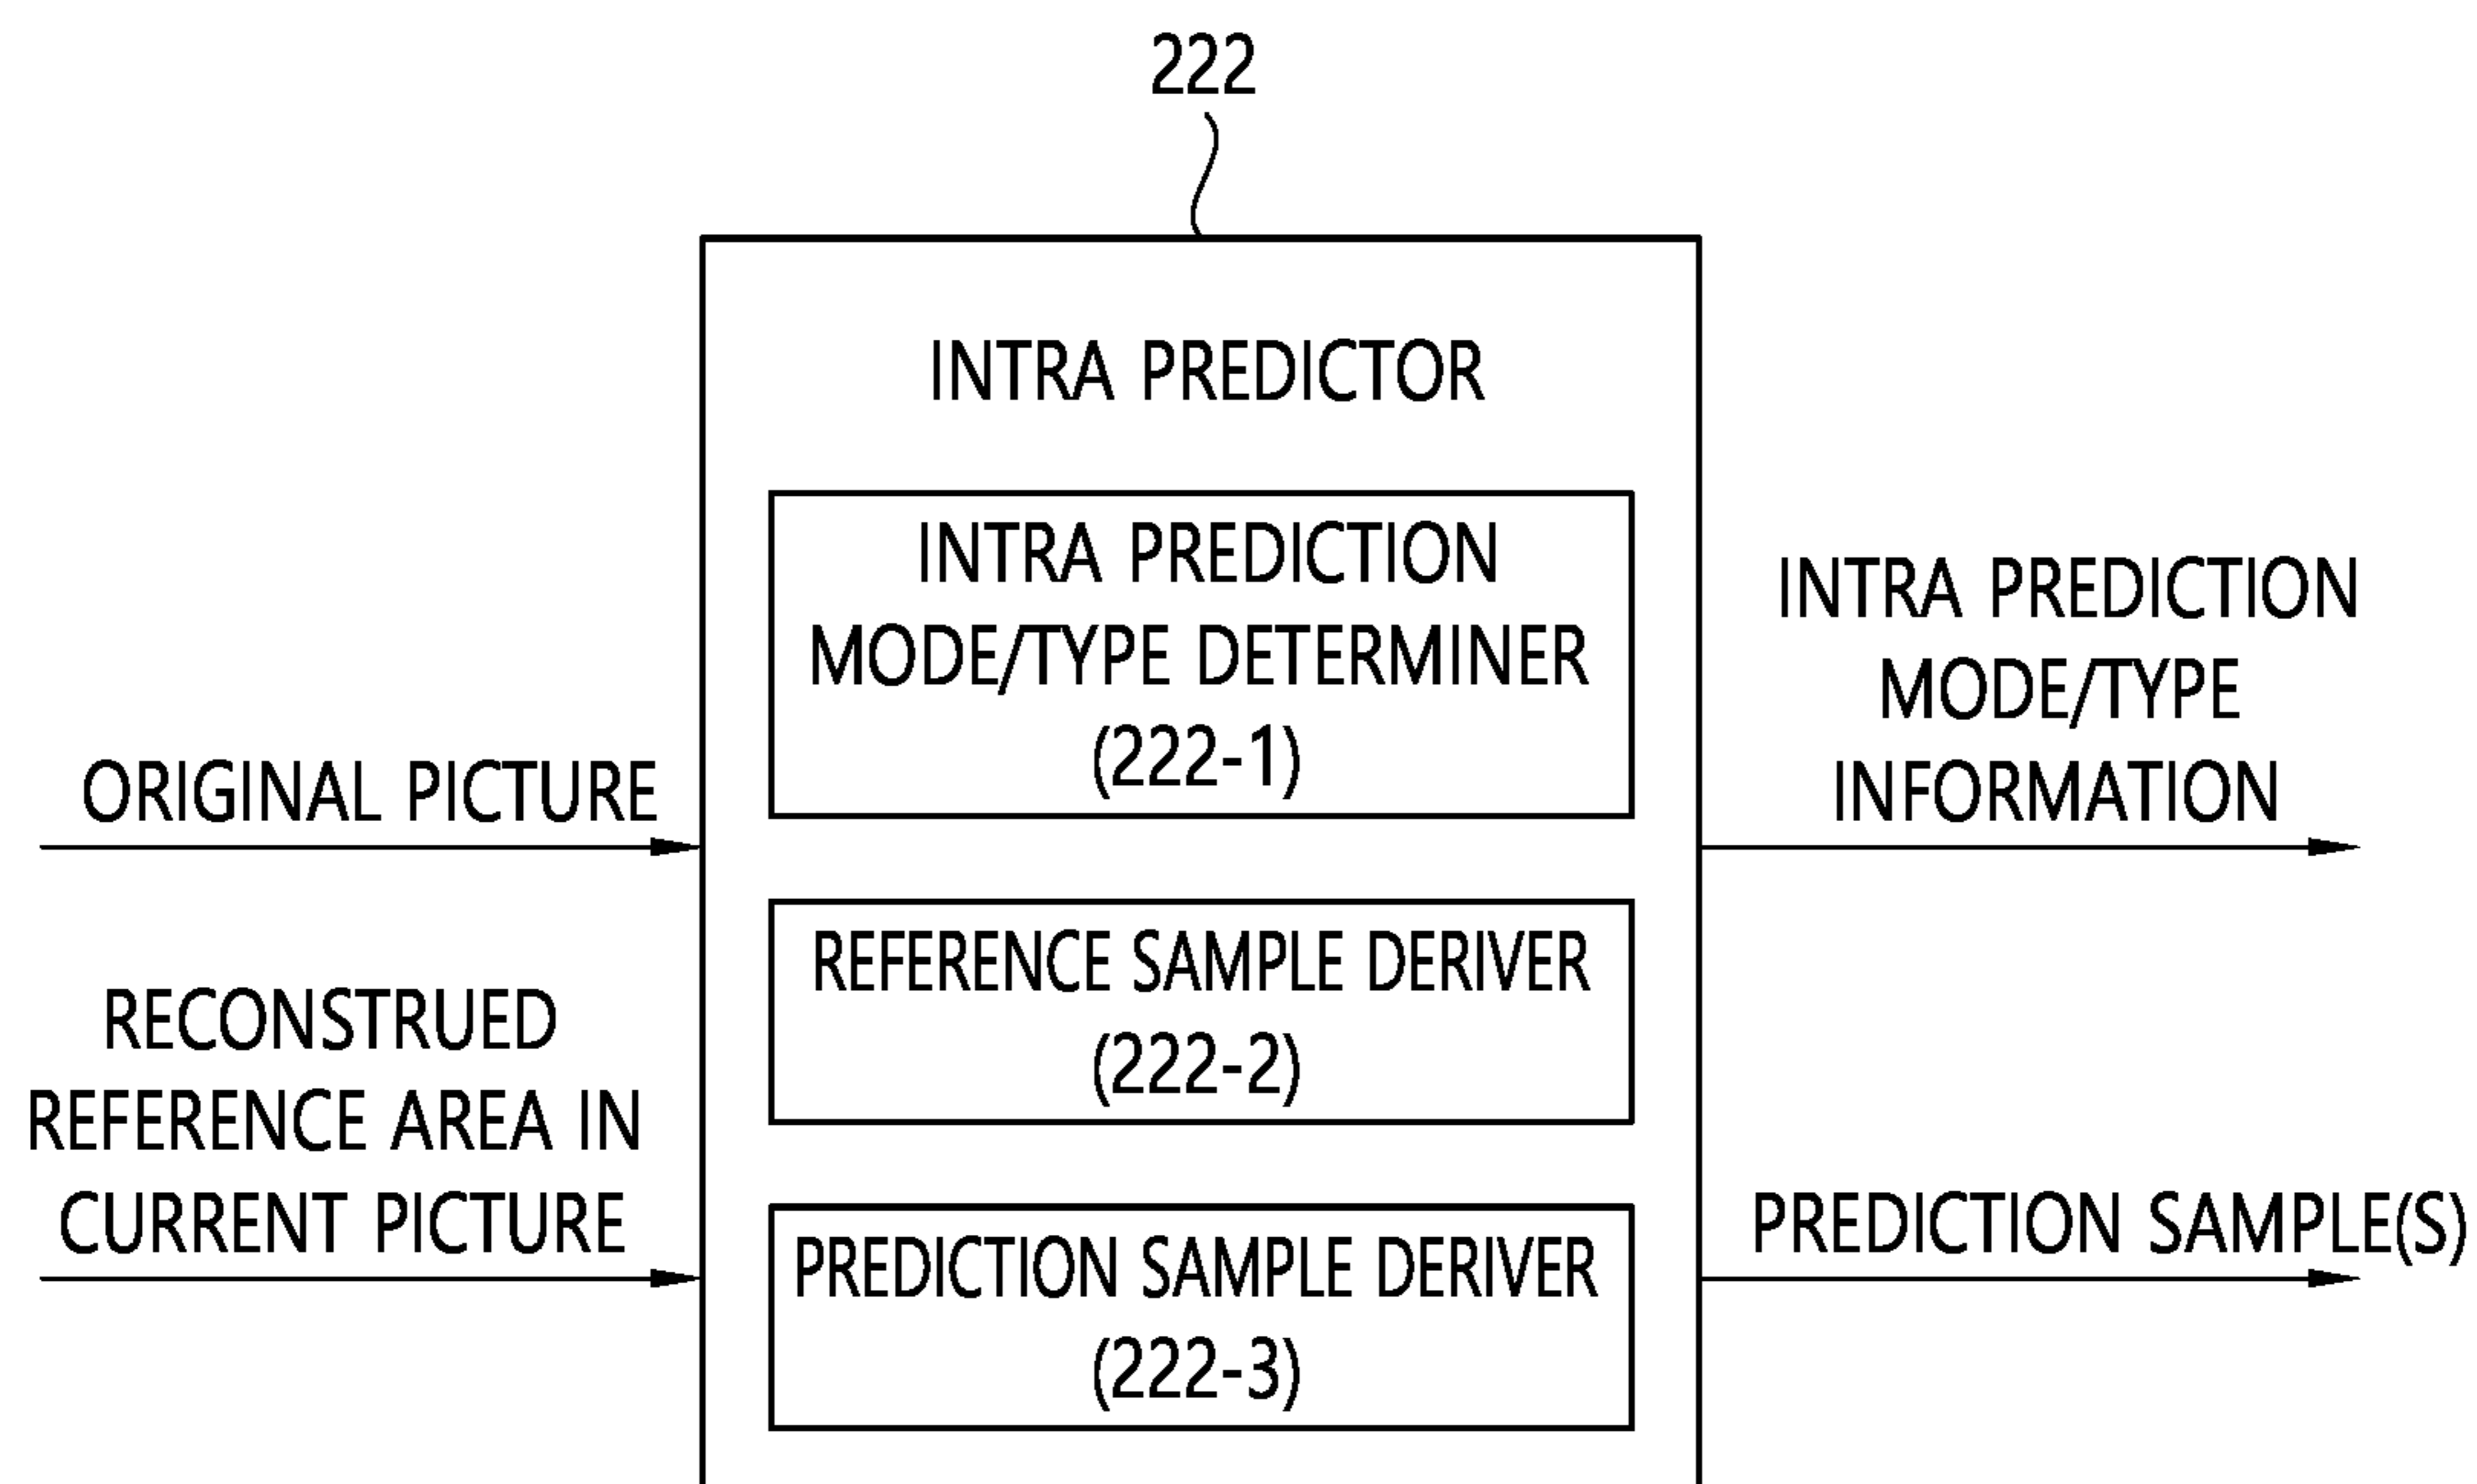 222
INTRA PREDICTOR
INTRA PREDICTION
MODE/TYPE DETERMINER
(222-1)
ORIGINAL PICTURE
INTRA PREDICTION
MODE/TYPE
INFORMATION
REFERENCE SAMPLE DERIVER
(222-2)
RECONSTRUED
REFERENCE AREA IN
CURRENT PICTURE
PREDICTION SAMPLE DERIVER
(222-3)
PREDICTION SAMPLE(S)